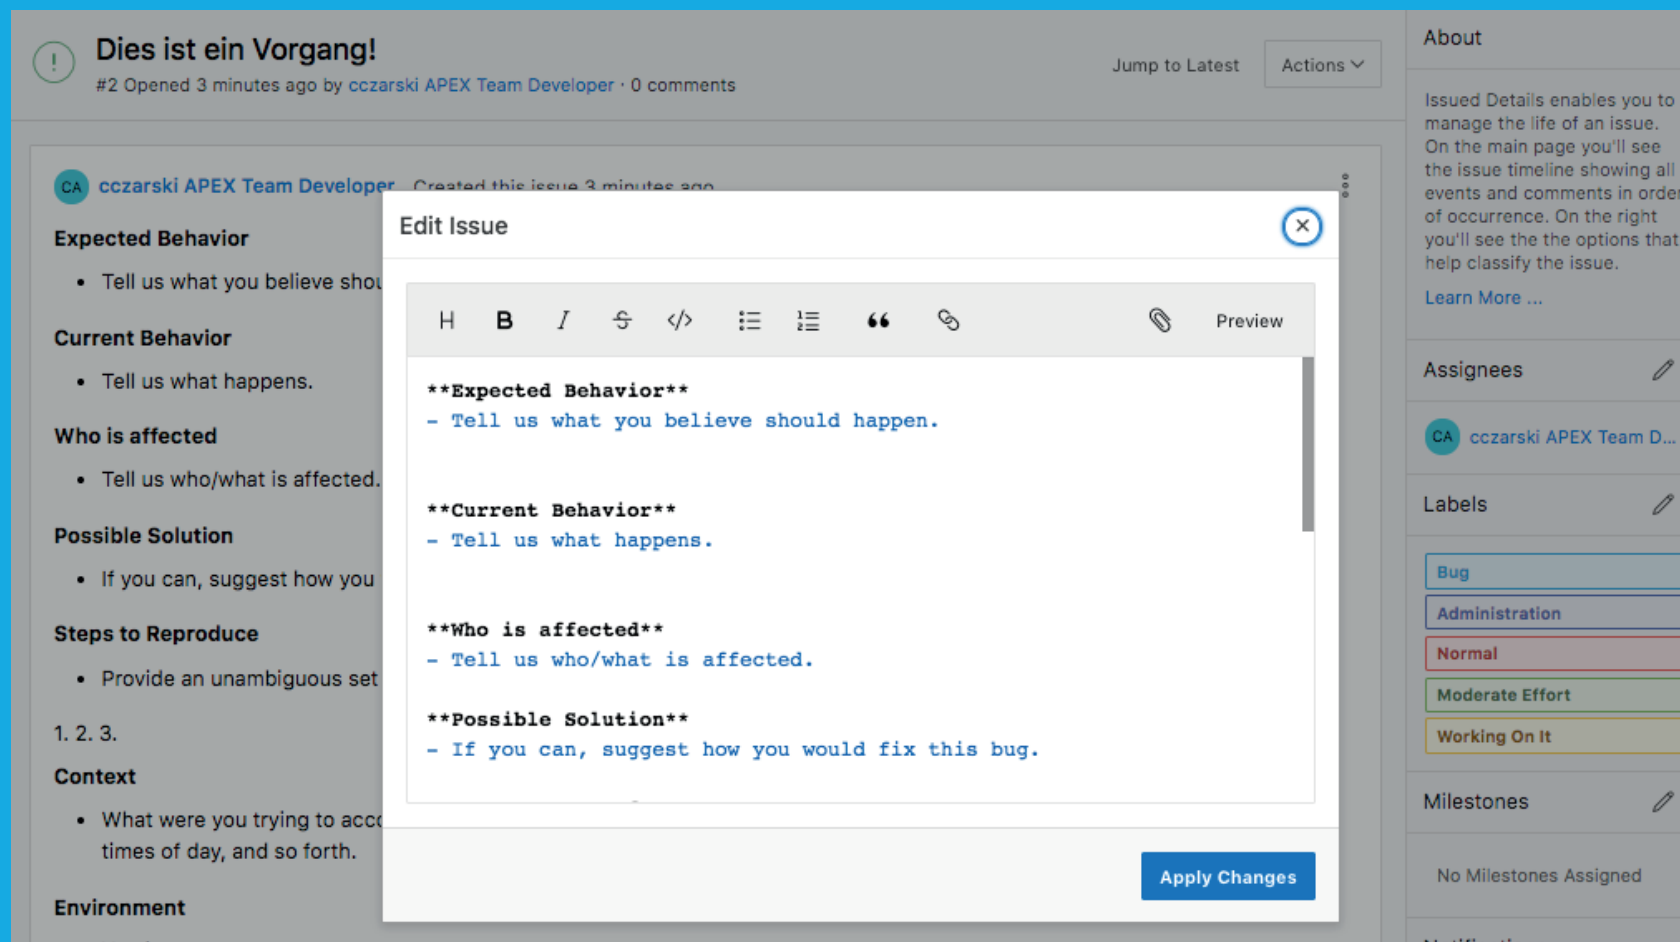 Dies ist ein Vorgang!
#2 Opened 3 minutes ago by cczarski APEX Team Developer · 0 comments
Jump to Latest
Actions
CA cczarski APEX Team Developer Created this issue 3 minutes ago
Expected Behavior
• Tell us what you believe
Current Behavior
• Tell us what happens.
Who is affected
• Tell us who/what is affected.
Possible Solution
• If you can, suggest how you
Steps to Reproduce
• Provide an unambiguous set
1. 2. 3.
Context
• What were you trying to
times of day, and so forth.
Environment
Edit Issue
H B I S </> Preview
**Expected Behavior**
- Tell us what you believe should happen.
**Current Behavior**
- Tell us what happens.
**Who is affected**
- Tell us who/what is affected.
**Possible Solution**
- If you can, suggest how you would fix this bug.
Apply Changes
About
Issued Details enables you to
manage the life of an issue.
On the main page you'll see
the issue timeline showing all
events and comments in order
of occurrence. On the right
you'll see the the options that
help classify the issue.
Learn More ...
Assignees
CA cczarski APEX Team D...
Labels
Bug
Administration
Normal
Moderate Effort
Working On It
Milestones
No Milestones Assigned